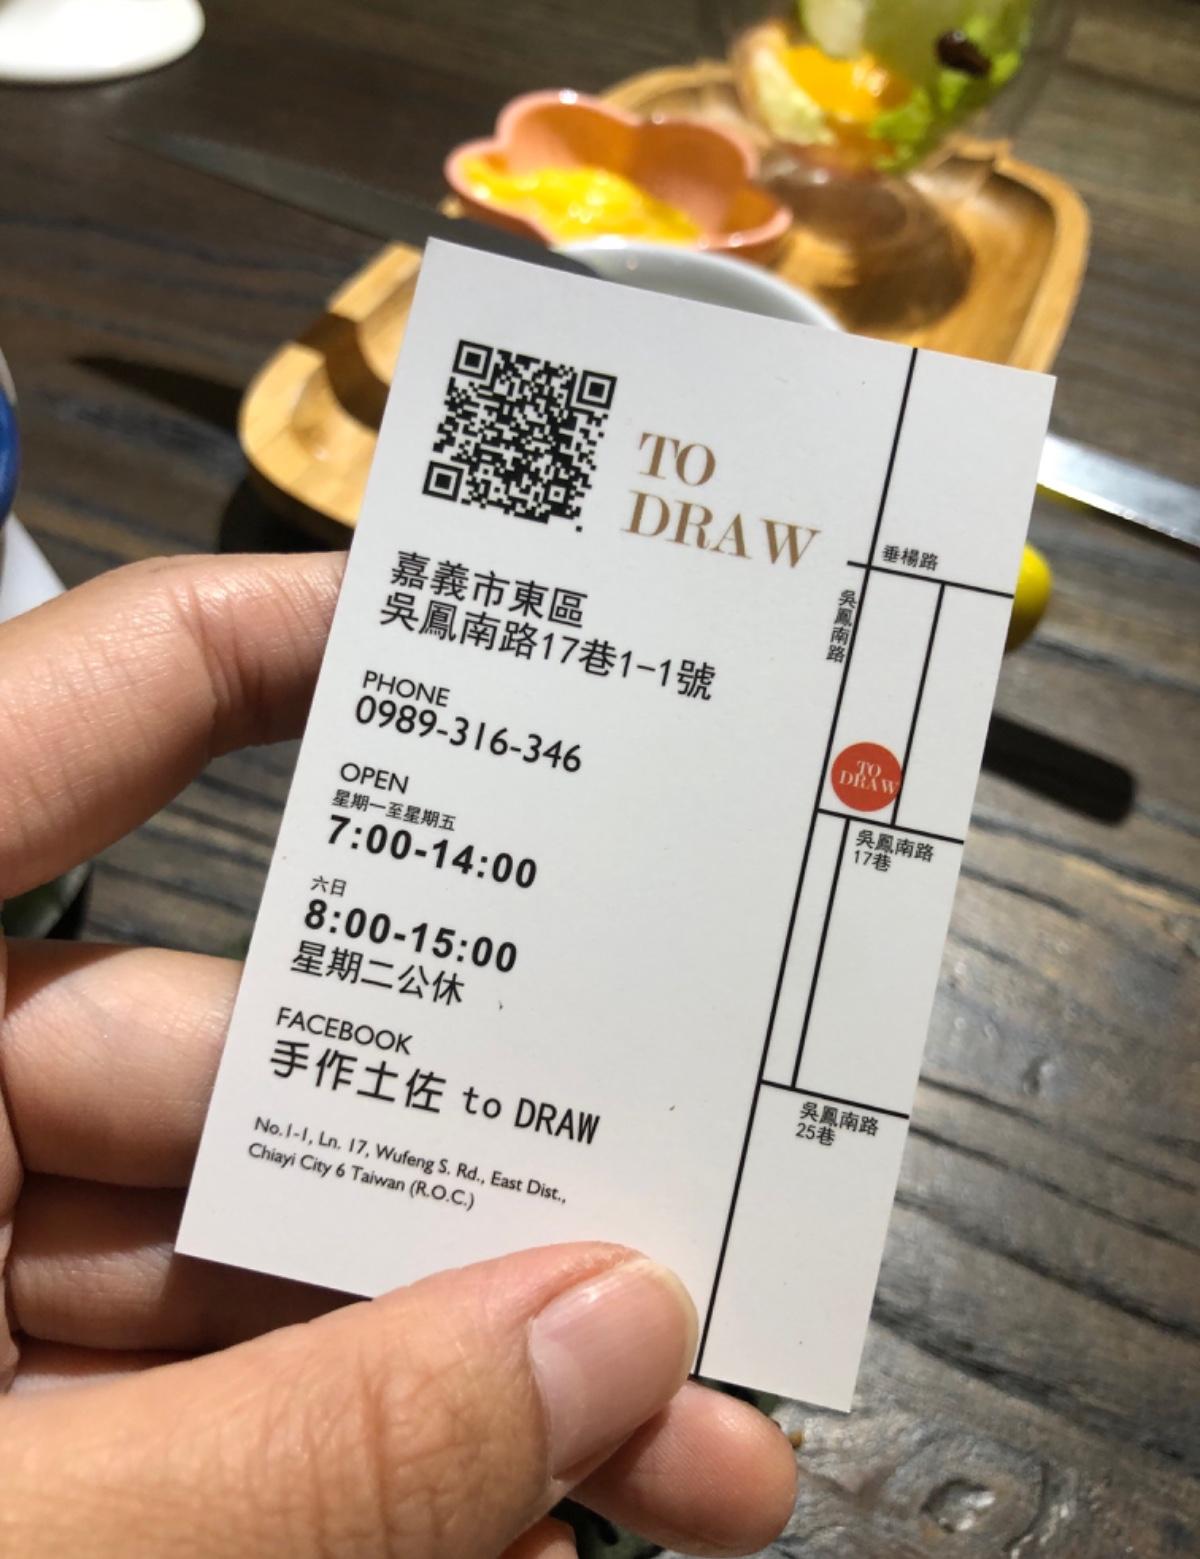 TO
DRAW
嘉義市東區
吳鳳南路17巷1-1號
PHONE
0989-316-346
OPEN
星期一至星期五
7:00-14:00
六日
8:00-15:00
星期二公休
FACEBOOK
手作土佐 to DRAW
No.1-1, Ln. 17, Wufeng S. Rd., East Dist.,
Chiayi City 6 Taiwan (R.O.C.)
垂楊路
吳鳳南路
TO
DRAW
吳鳳南路
17巷
吳鳳南路
25巷